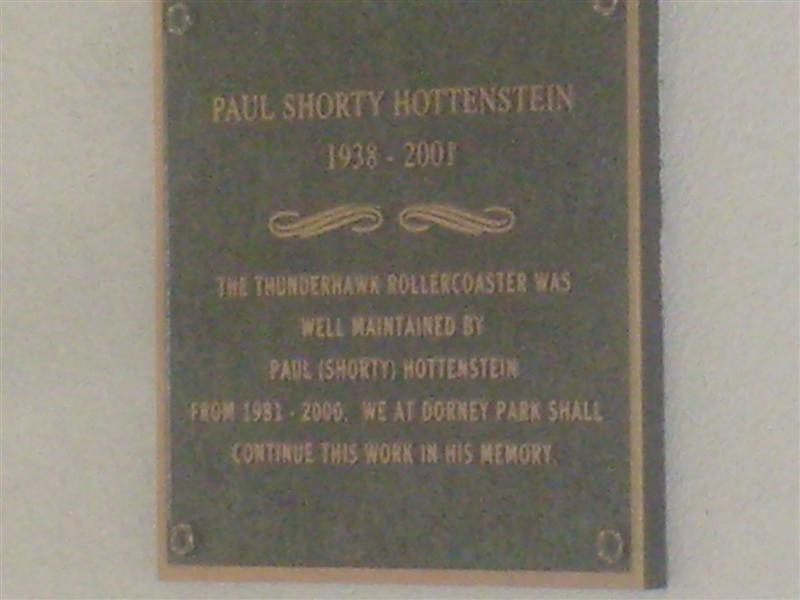 PAUL SHORTY HOTTENSTEIN
1938 - 2001
THE THUNDERHAWK ROLLERCOASTER WAS
WELL MAINTAINED BY
PAUL (SHORTY) HOTTENSTEIN
FROM 1981 - 2000. WE AT DORNEY PARK SHALL
CONTINUE THIS WORK IN HIS MEMORY.